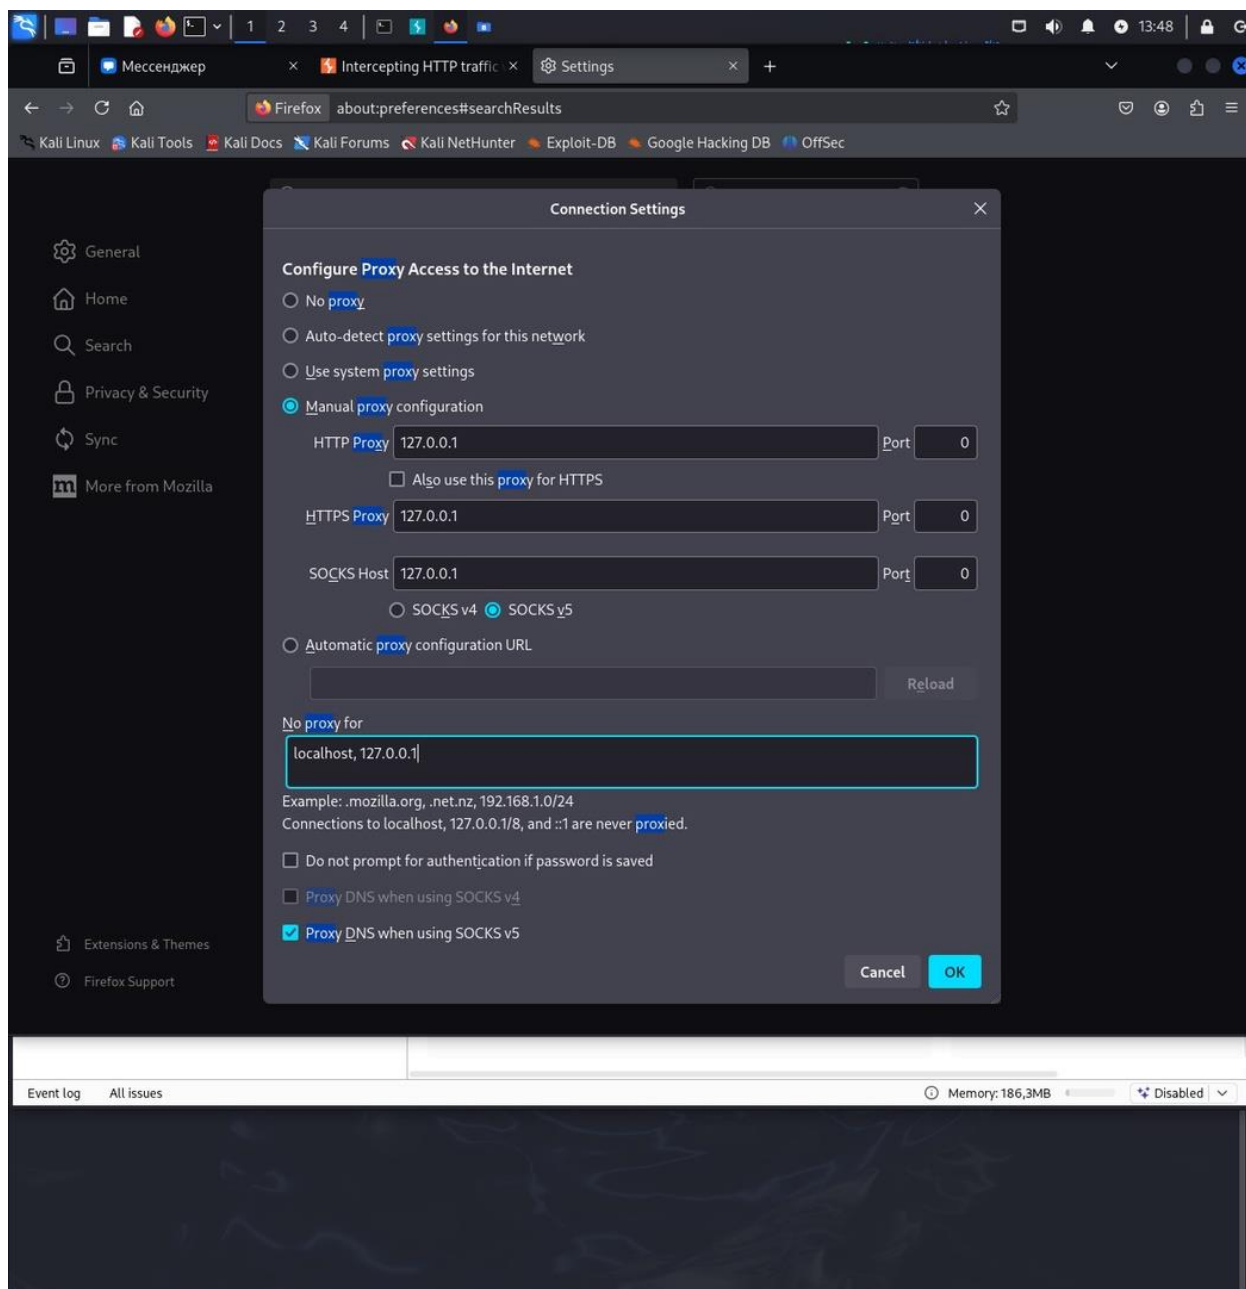 1 2 3 4 13:48
Мессенджер Intercepting HTTP traffic Settings
Firefox about:preferences#searchResults
Kali Linux Kali Tools Kali Docs Kali Forums Kali NetHunter Exploit-DB Google Hacking DB OffSec
Connection Settings
General
Home
Search
Privacy & Security
Sync
More from Mozilla
Configure Proxy Access to the Internet
No proxy
Auto-detect proxy settings for this network
Use system proxy settings
Manual proxy configuration
HTTP Proxy 127.0.0.1 Port 0
Also use this proxy for HTTPS
HTTPS Proxy 127.0.0.1 Port 0
SOCKS Host 127.0.0.1 Port 0
SOCKS v4 SOCKS v5
Automatic proxy configuration URL
Reload
No proxy for
localhost, 127.0.0.1
Example: .mozilla.org, .net.nz, 192.168.1.0/24
Connections to localhost, 127.0.0.1/8, and ::1 are never proxied.
Do not prompt for authentication if password is saved
Proxy DNS when using SOCKS v4
Proxy DNS when using SOCKS v5
Extensions & Themes
Firefox Support
Cancel OK
Event log All issues Memory: 186,3MB Disabled